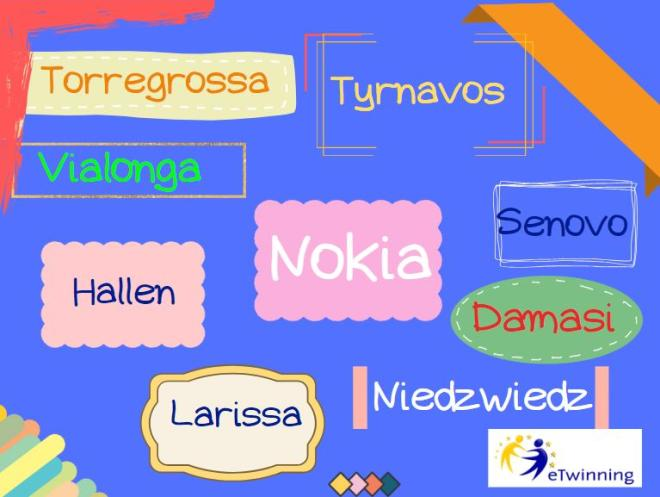 Torregrossa
Tyrnavos
Vialonga
Senovo
Nokia
Hallen
Damasi
Niedzwiedz
Larissa
eTwinning